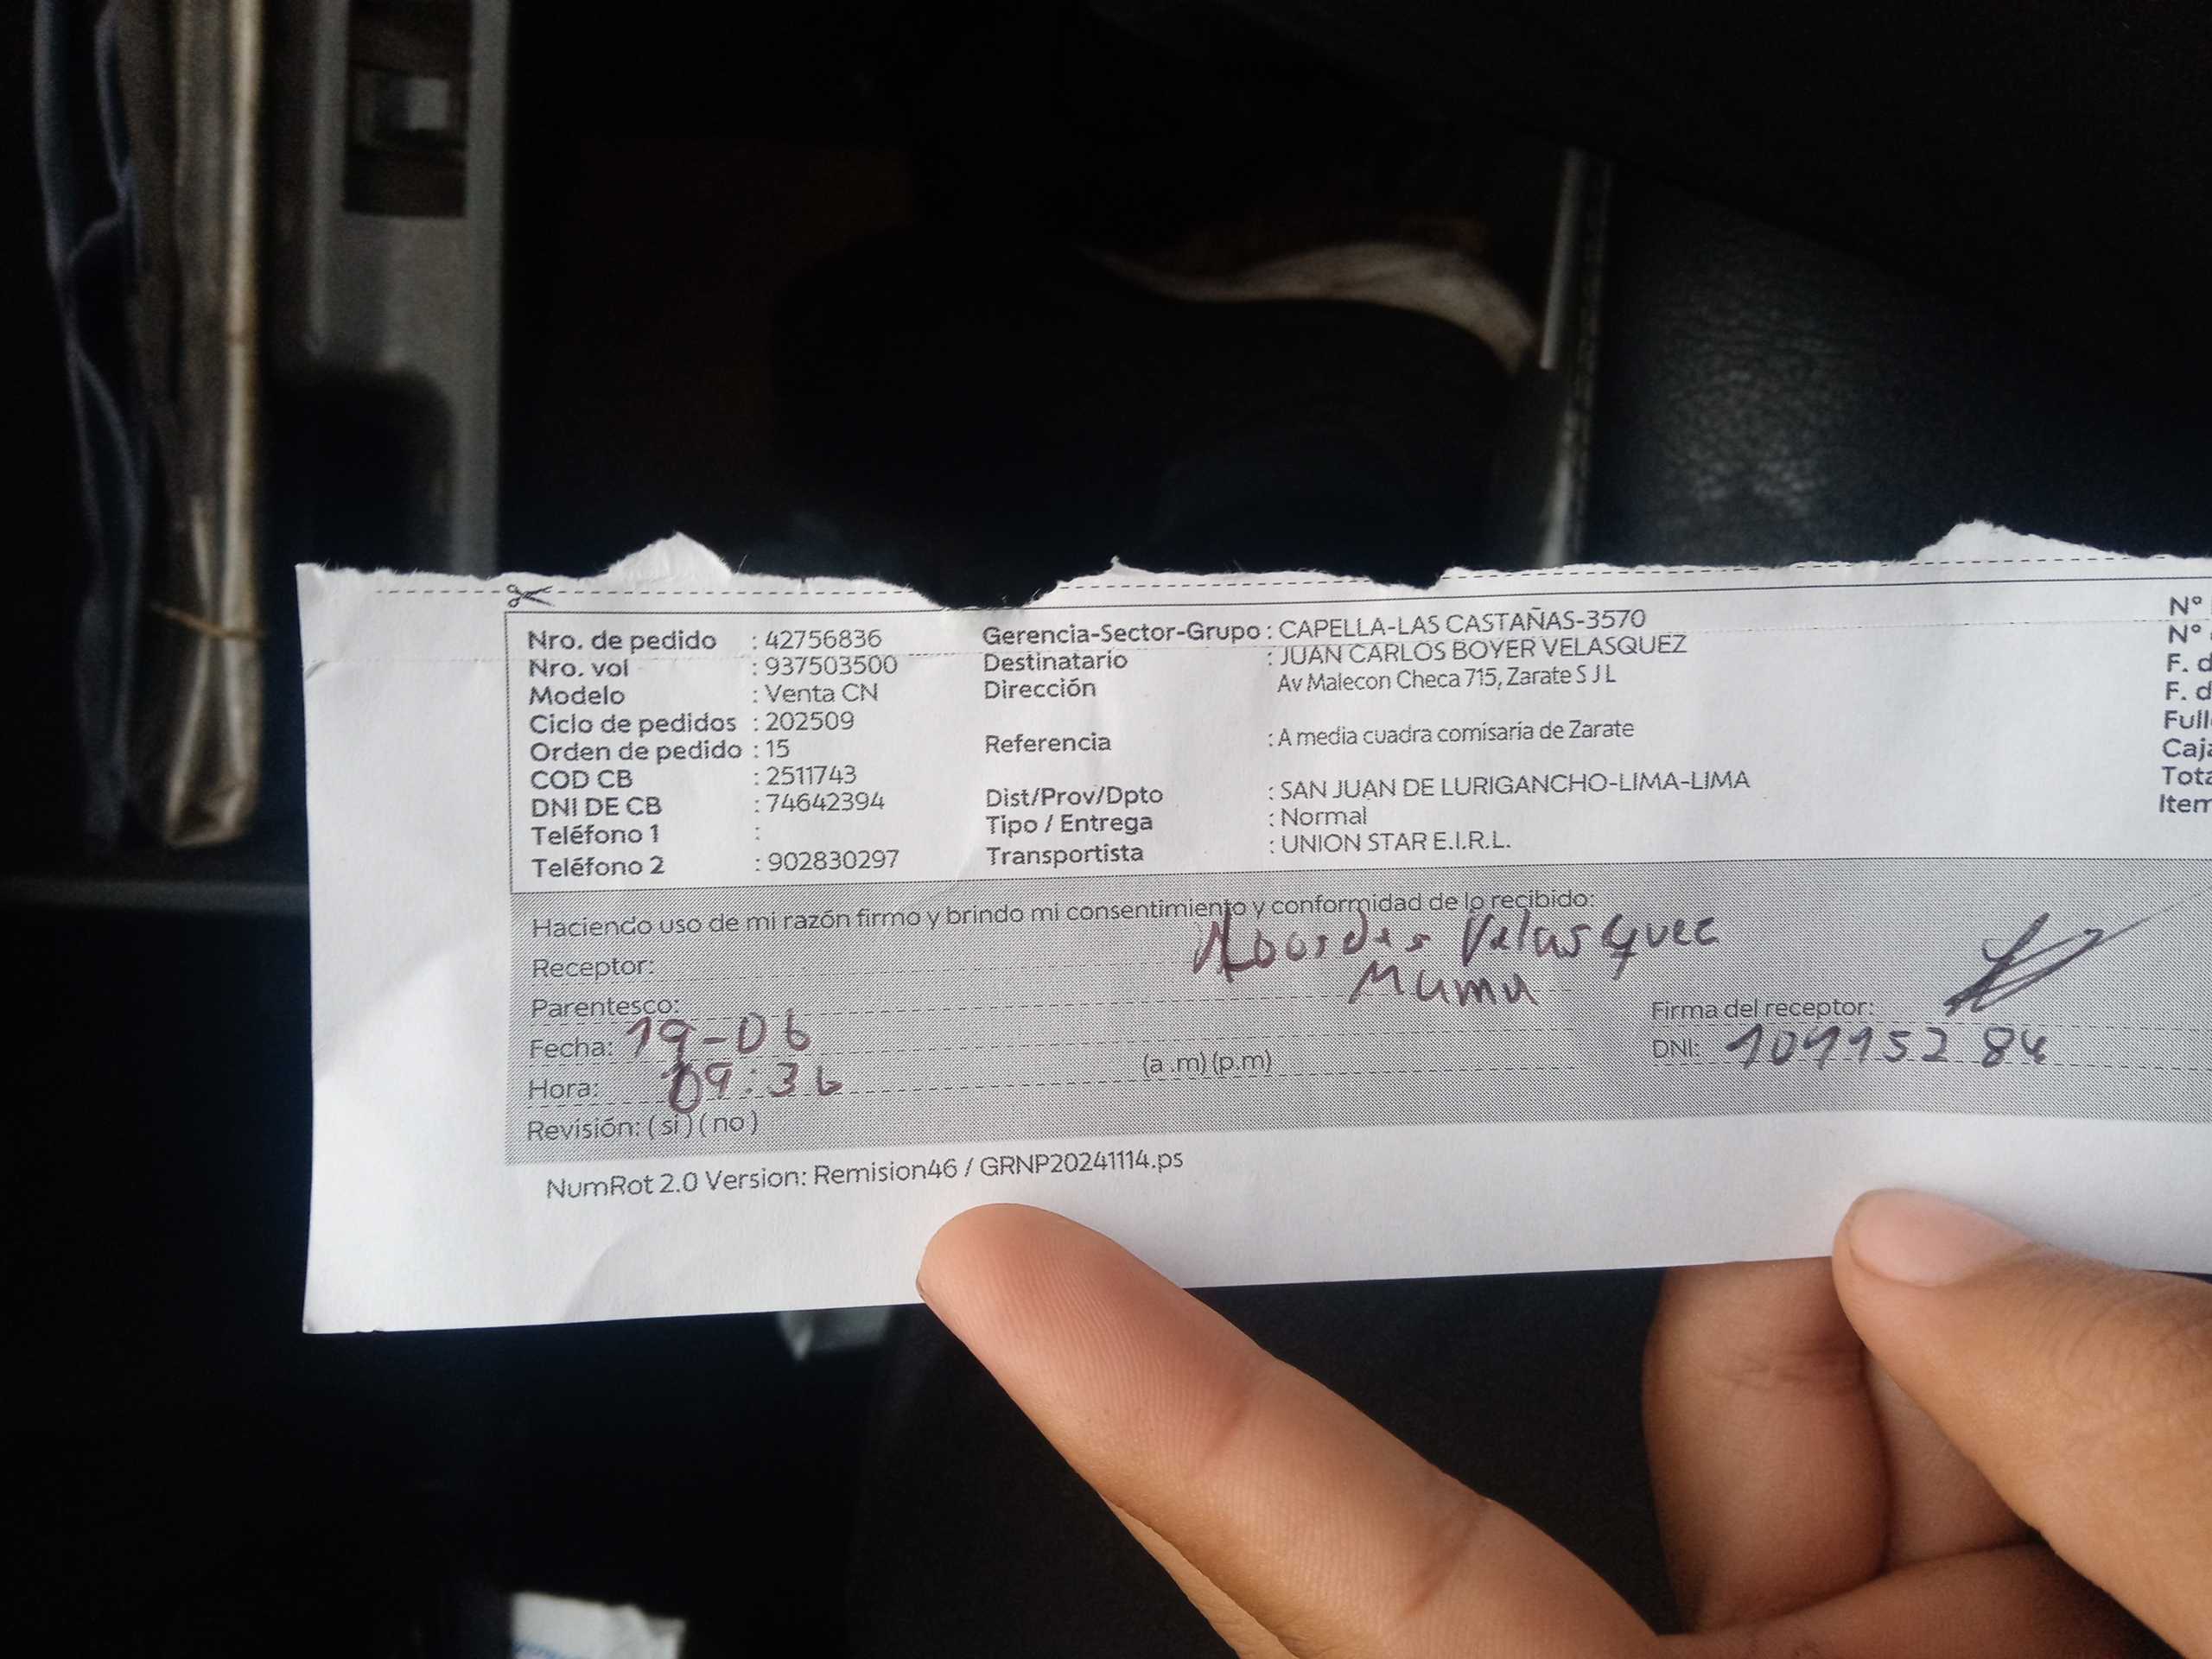 Nro. de pedido : 42756836
Nro. vol : 937503500
Modelo : Venta CN
Ciclo de pedidos : 202509
Orden de pedido : 15
COD CB : 2511743
DNI DE CB : 74642394
Teléfono 1 :
Teléfono 2 : 902830297
Gerencia-Sector-Grupo : CAPELLA-LAS CASTAÑAS-3570
Destinatario : JUAN CARLOS BOYER VELASQUEZ
Dirección Av Malecon Checa 715, Zarate S J L
Referencia : A media cuadra comisaria de Zarate
Dist/Prov/Dpto : SAN JUAN DE LURIGANCHO-LIMA-LIMA
Tipo / Entrega : Normal
Transportista : UNION STAR E.I.R.L.
N°
N°
F. d
F. d
Full
Caj
Tota
Item
Haciendo uso de mi razón firmo y brindo mi consentimiento y conformidad de lo recibido:
Receptor: Lourdes Velasquez
Parentesco: Mama
Fecha: 19-06
Hora: 09:36 (a .m) (p.m)
Revisión: ( si ) ( no )
Firma del receptor:
DNI:
NumRot 2.0 Version: Remision46 / GRNP20241114.ps